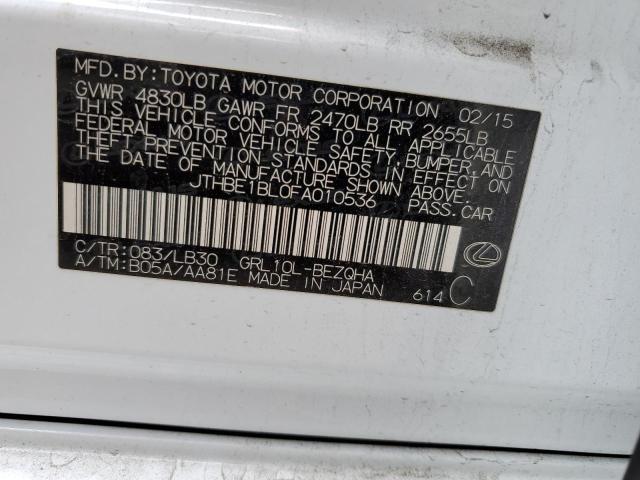 MFD. BY: TOYOTA MOTOR CORPORATION 02/15
GVWR 4830LB GAWR FR 2470LB RR 2655LB
THIS VEHICLE CONFORMS TO ALL APPLICABLE
FEDERAL MOTOR VEHICLE SAFETY, BUMPER, AND
THEFT PREVENTION STANDARDS IN EFFECT ON THE
DATE OF MANUFACTURE SHOWN ABOVE.
JTHBE1BL0FA010536 PASS.CAR
C/TR:083/LB30 GRL10L-BEZQHA
A/TM:B05A/AA81E MADE IN JAPAN 614 C